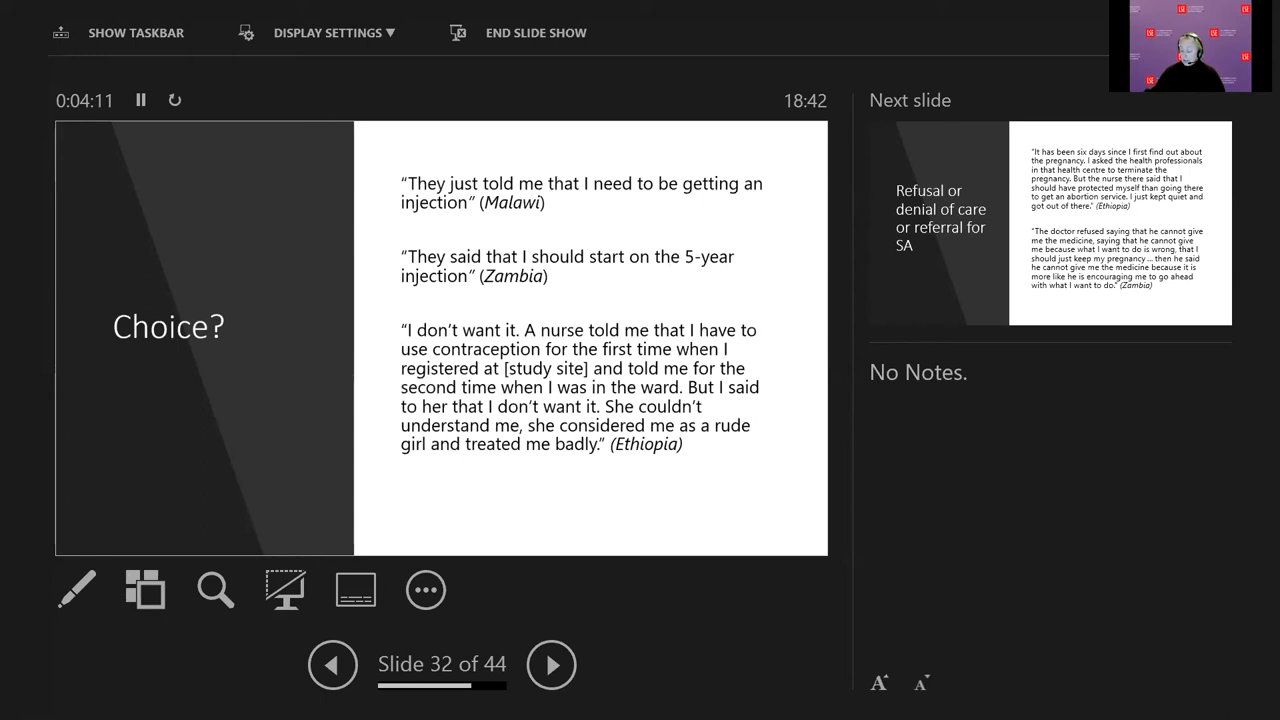 SHOW TASKBAR
DISPLAY SETTINGS ▼
END SLIDE SHOW
0:04:11
18:42
Choice?
“They just told me that I need to be getting an
injection” (Malawi)
“They said that I should start on the 5-year
injection” (Zambia)
“I don’t want it. A nurse told me that I have to
use contraception for the first time when I
registered at [study site] and told me for the
second time when I was in the ward. But I said
to her that I don’t want it. She couldn’t
understand me, she considered me as a rude
girl and treated me badly.” (Ethiopia)
Slide 32 of 44
Next slide
Refusal or
denial of care
or referral for
SA
“It has been six days since I first find out about
the pregnancy. I asked the health professionals
in that health centre to terminate the
pregnancy. But the nurse there said that I
should have protected myself than going there
to get an abortion service. I just kept quiet and
got out of there.” (Ethiopia)
“The doctor refused saying that he cannot give
me the medicine, saying that he cannot give
me because what I want to do is wrong, that I
should just keep my pregnancy ... then he said
he cannot give me the medicine because it is
more like he is encouraging me to go ahead
with what I want to do.” (Zambia)
No Notes.
A A
LSE
LSE
LSE
LSE
LSE
LSE